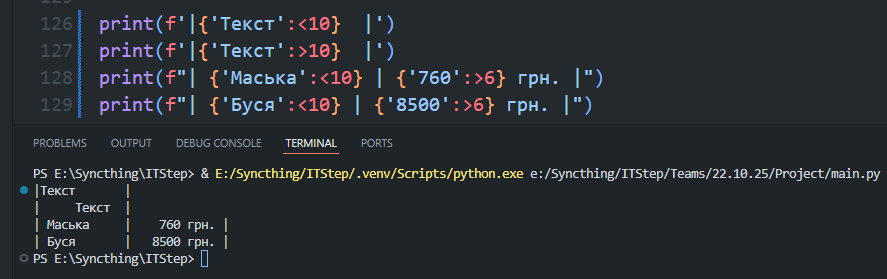 126 print(f'|{'Текст':<10}  |')
127 print(f'|{'Текст':>10}  |')
128 print(f"| {'Маська':<10} | {'760':>6} грн. |")
129 print(f"| {'Буся':<10} | {'8500':>6} грн. |")
PROBLEMS OUTPUT DEBUG CONSOLE TERMINAL PORTS
PS E:\Syncthing\ITStep> & E:/Syncthing/ITStep/.venv/Scripts/python.exe e:/Syncthing/ITStep/Teams/22.10.25/Project/main.py
|Текст       |
|     Текст  |
| Маська     |    760 грн. |
| Буся       |   8500 грн. |
PS E:\Syncthing\ITStep>